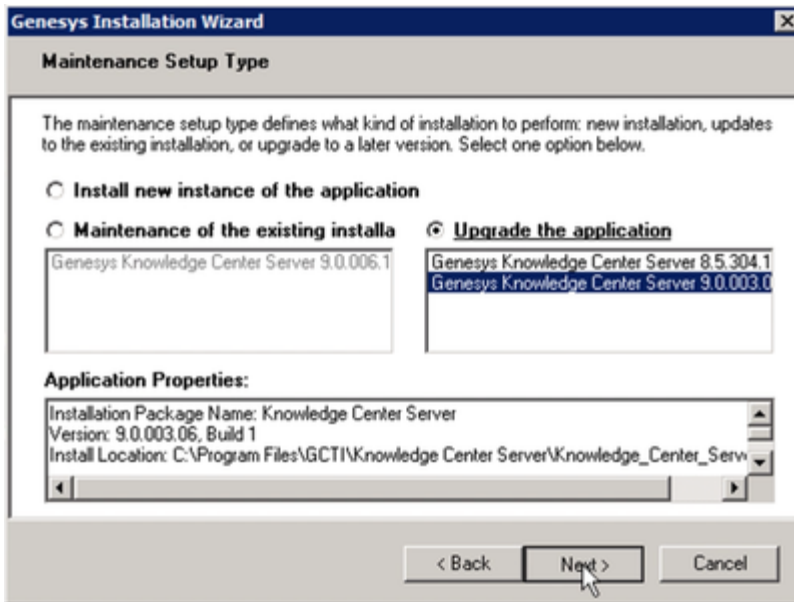 Genesys Installation Wizard
Maintenance Setup Type
The maintenance setup type defines what kind of installation to perform: new installation, updates
to the existing installation, or upgrade to a later version. Select one option below.
Install new instance of the application
Maintenance of the existing installa
Upgrade the application
Genesys Knowledge Center Server 9.0.006.1
Genesys Knowledge Center Server 8.5.304.1
Genesys Knowledge Center Server 9.0.003.0
Application Properties:
Installation Package Name: Knowledge Center Server
Version: 9.0.003.06, Build 1
Install Location: C:\Program Files\GCTI\Knowledge Center Server\Knowledge_Center_Serv
< Back
Next >
Cancel